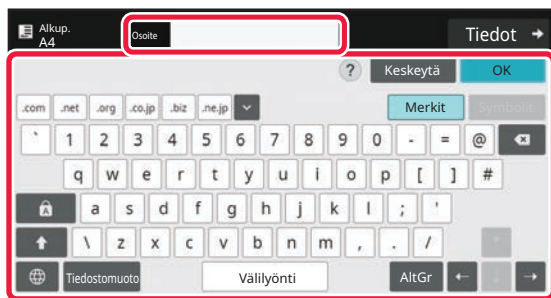 Alkup.
A4
Osoite
Tiedot →
? Keskeytä OK
.com .net .org .co.jp .biz .ne.jp Merkit Symbolit
` 1 2 3 4 5 6 7 8 9 0 - = @
q w e r t y u i o p [ ] #
A a s d f g h j k l ; '
\ z x c v b n m , . /
Tiedostomuoto Välilyönti AltGr ← ↓ →